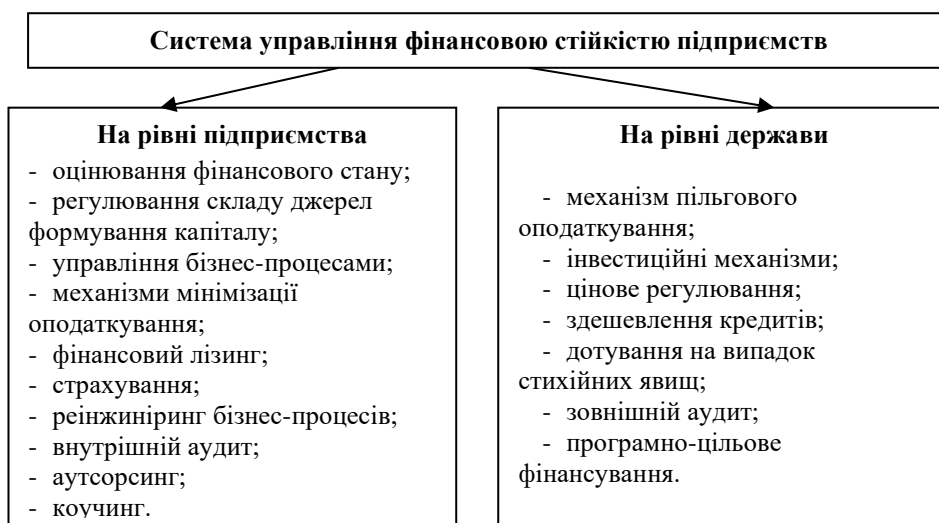 Система управління фінансовою стійкістю підприємств
На рівні підприємства
- оцінювання фінансового стану;
- регулювання складу джерел
формування капіталу;
- управління бізнес-процесами;
- механізми мінімізації
оподаткування;
- фінансовий лізинг;
- страхування;
- реінжиніринг бізнес-процесів;
- внутрішній аудит;
- аутсорсинг;
- коучинг.
На рівні держави
- механізм пільгового
оподаткування;
- інвестиційні механізми;
- цінове регулювання;
- здешевлення кредитів;
- дотування на випадок
стихійних явищ;
- зовнішній аудит;
- програмно-цільове
фінансування.